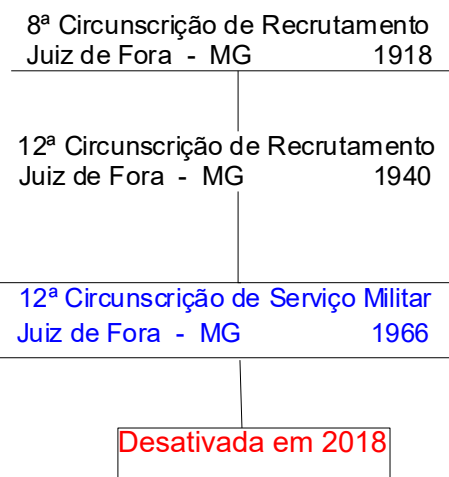 8ª Circunscrição de Recrutamento
Juiz de Fora - MG 1918
12ª Circunscrição de Recrutamento
Juiz de Fora - MG 1940
12ª Circunscrição de Serviço Militar
Juiz de Fora - MG 1966
Desativada em 2018